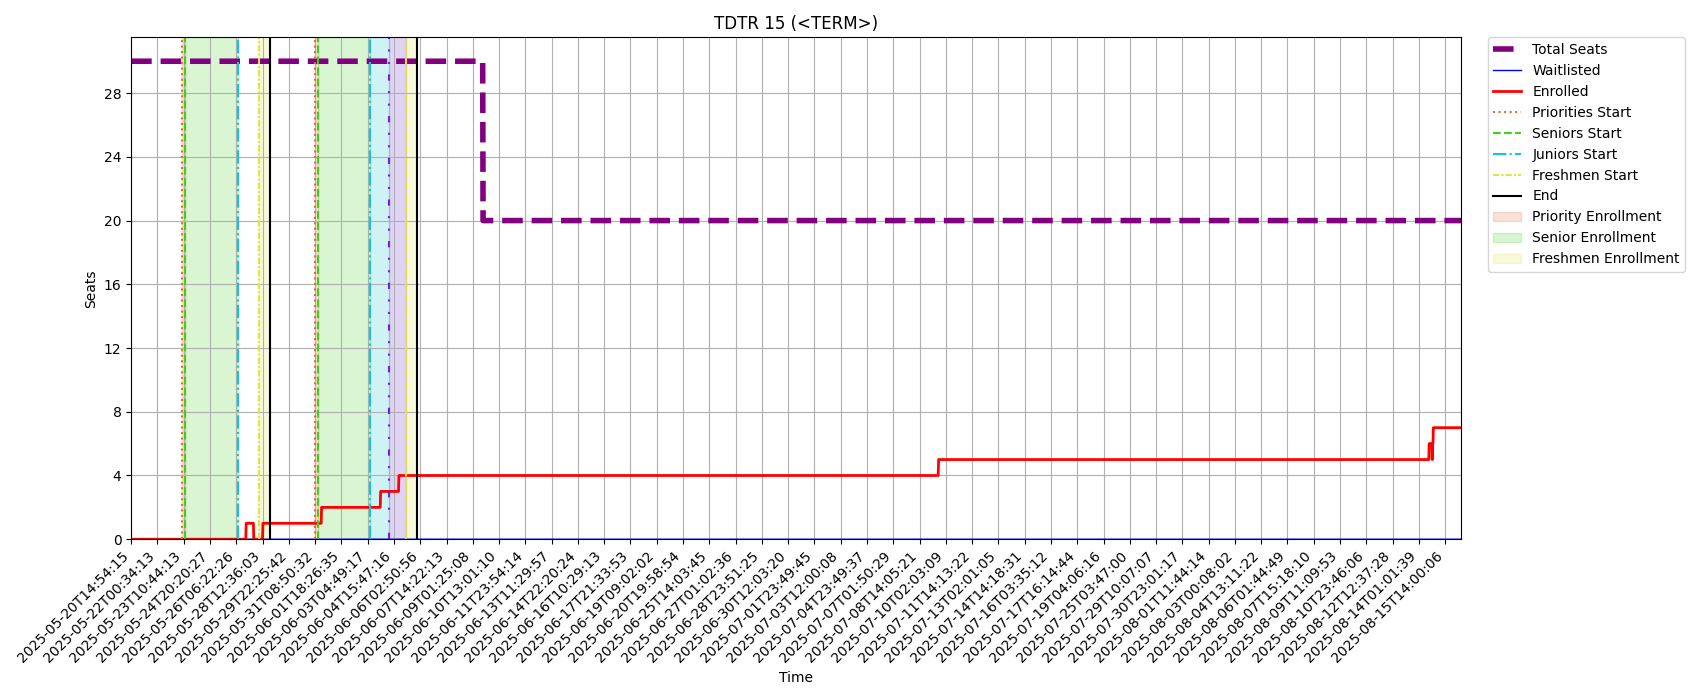 TDTR 15 (<TERM>)
Total Seats
Waitlisted
Enrolled
Priorities Start
Seniors Start
Juniors Start
Freshmen Start
End
Priority Enrollment
Senior Enrollment
Freshmen Enrollment
Seats
28
24
20
16
12
8
4
0
2025-05-20T14:54:15
2025-05-22T00:34:13
2025-05-23T10:44:13
2025-05-24T20:20:27
2025-05-26T06:22:26
2025-05-28T12:36:03
2025-05-29T22:25:42
2025-05-31T08:50:32
2025-06-01T18:26:35
2025-06-03T04:49:17
2025-06-04T15:47:16
2025-06-06T02:50:56
2025-06-07T14:22:13
2025-06-09T01:25:08
2025-06-10T13:01:10
2025-06-11T23:54:14
2025-06-13T11:29:57
2025-06-14T22:20:24
2025-06-16T10:29:13
2025-06-17T21:33:53
2025-06-19T09:02:02
2025-06-20T19:58:54
2025-06-25T14:03:45
2025-06-27T01:02:36
2025-06-28T23:51:25
2025-06-30T12:03:20
2025-07-01T23:49:45
2025-07-03T12:00:08
2025-07-04T23:49:37
2025-07-07T01:50:29
2025-07-08T14:05:21
2025-07-10T02:03:09
2025-07-11T14:13:22
2025-07-13T02:01:05
2025-07-14T14:18:31
2025-07-16T03:35:12
2025-07-17T16:14:44
2025-07-19T04:06:16
2025-07-25T03:47:00
2025-07-29T10:07:07
2025-07-30T23:01:17
2025-08-01T11:44:14
2025-08-03T00:08:02
2025-08-04T13:11:22
2025-08-06T01:44:49
2025-08-07T15:18:10
2025-08-09T11:09:53
2025-08-10T23:46:06
2025-08-12T12:37:28
2025-08-14T01:01:39
2025-08-15T14:00:06
Time